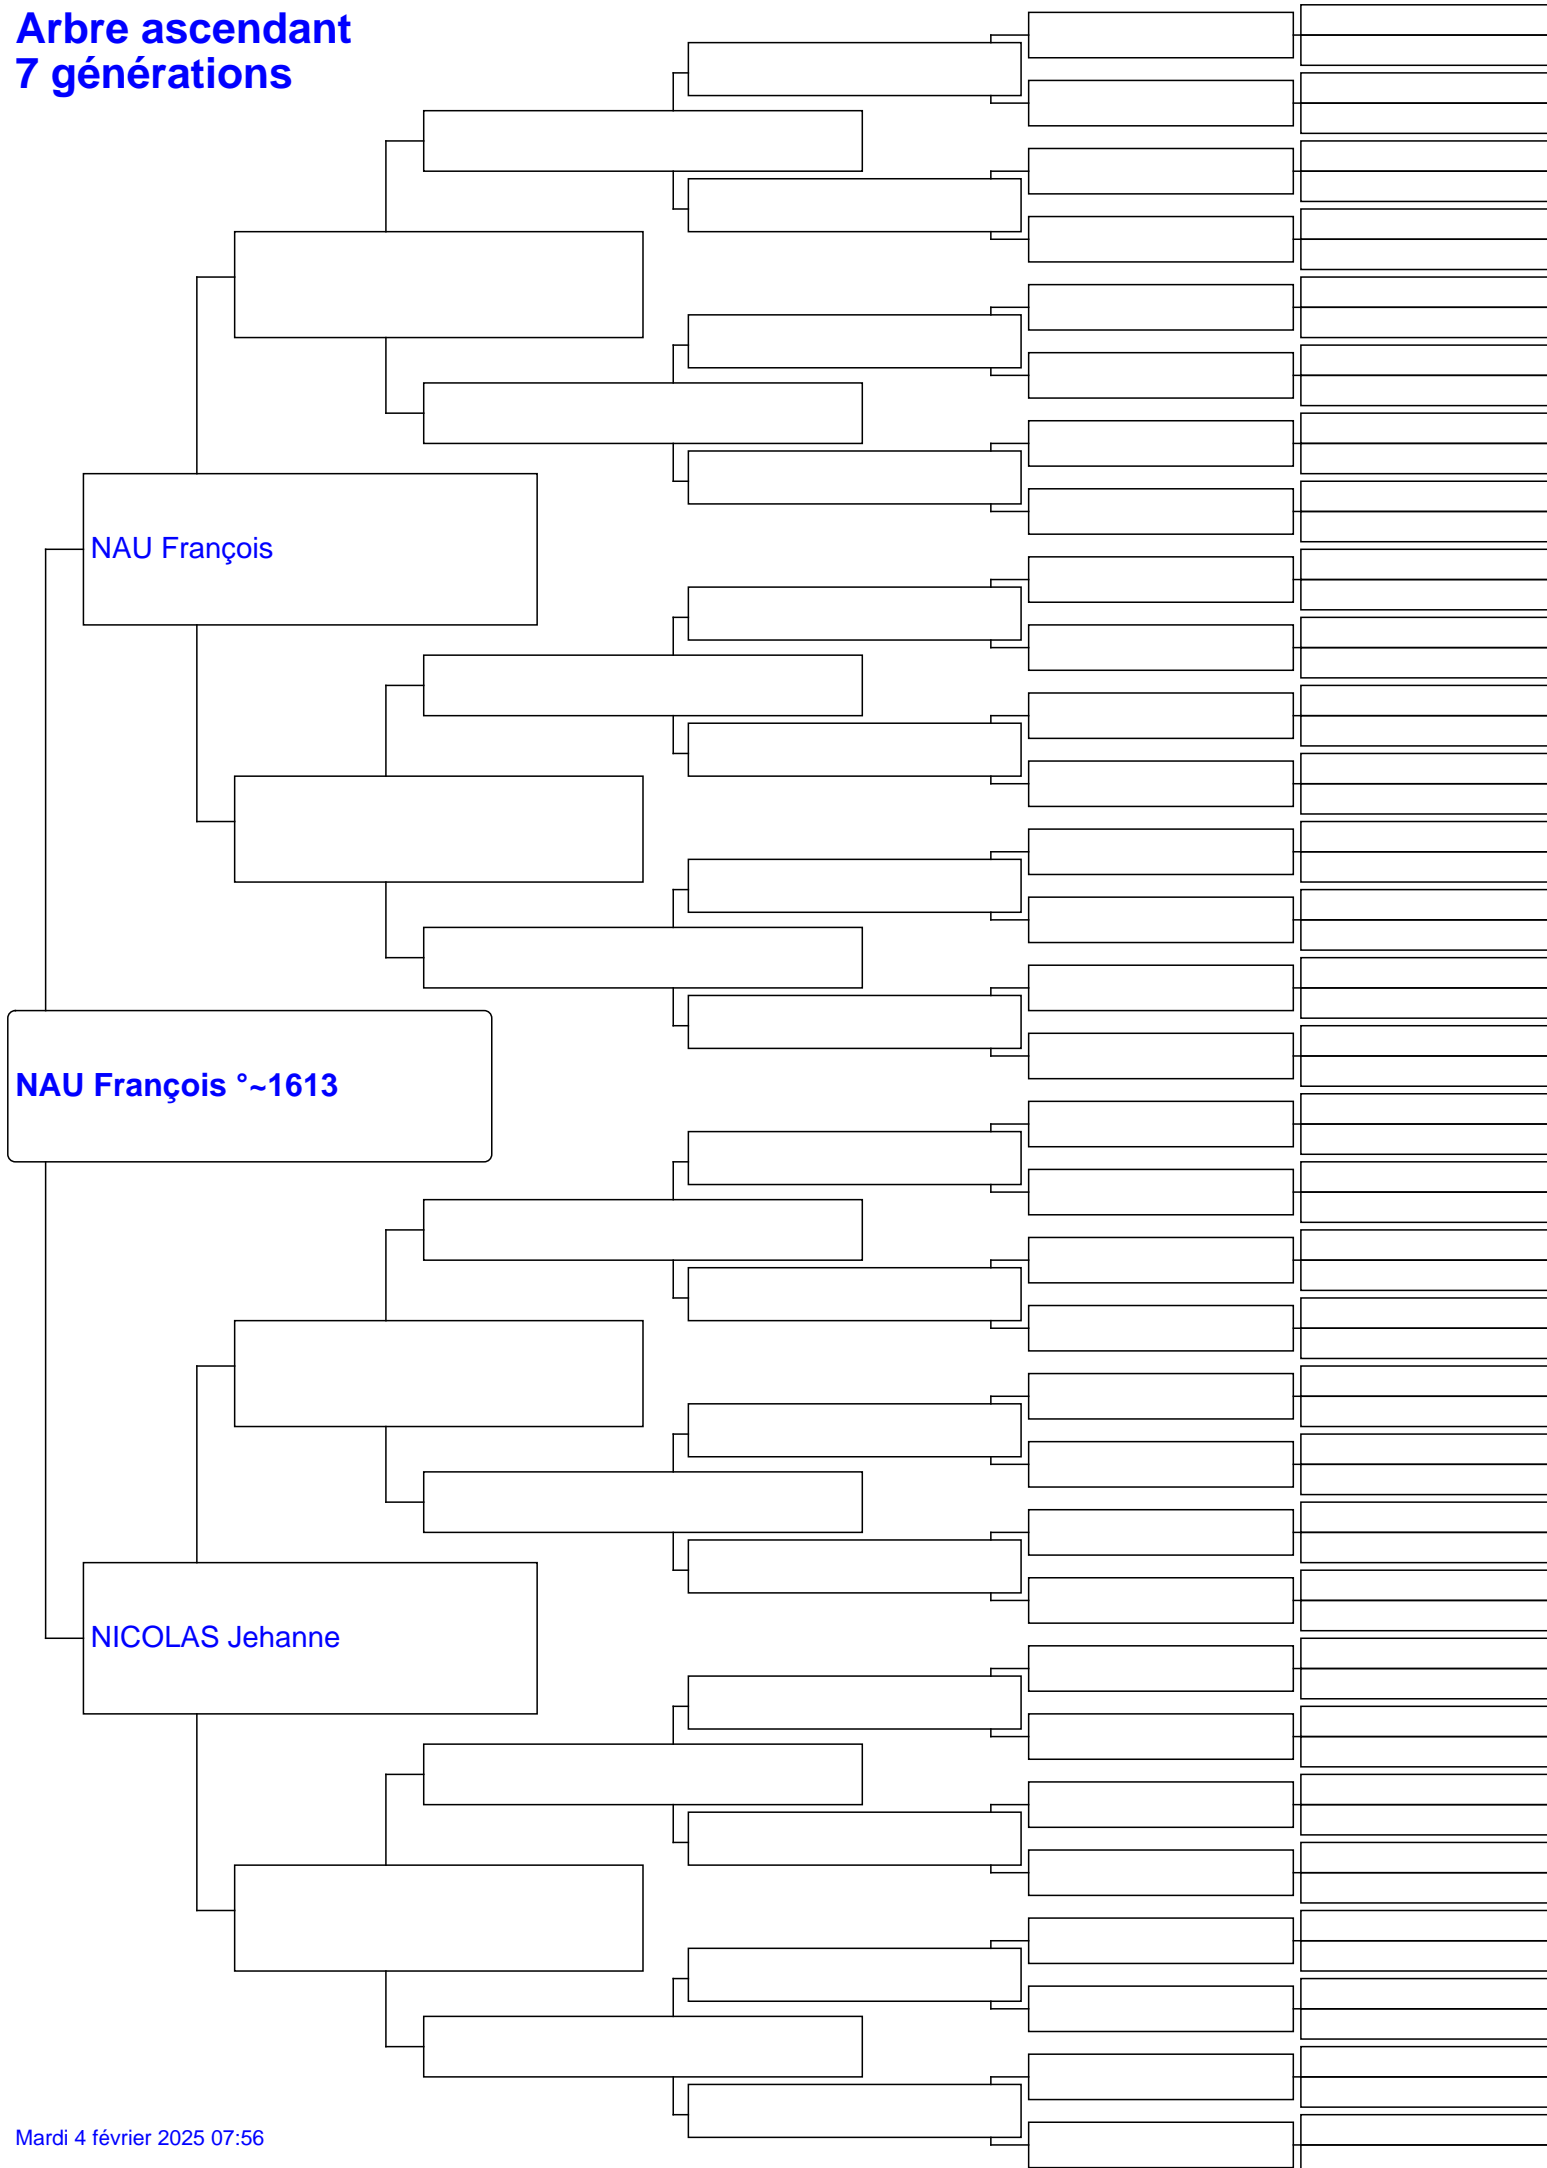 Arbre ascendant
7 générations
NAU François
NAU François °~1613
NICOLAS Jehanne
Mardi 4 février 2025 07:56